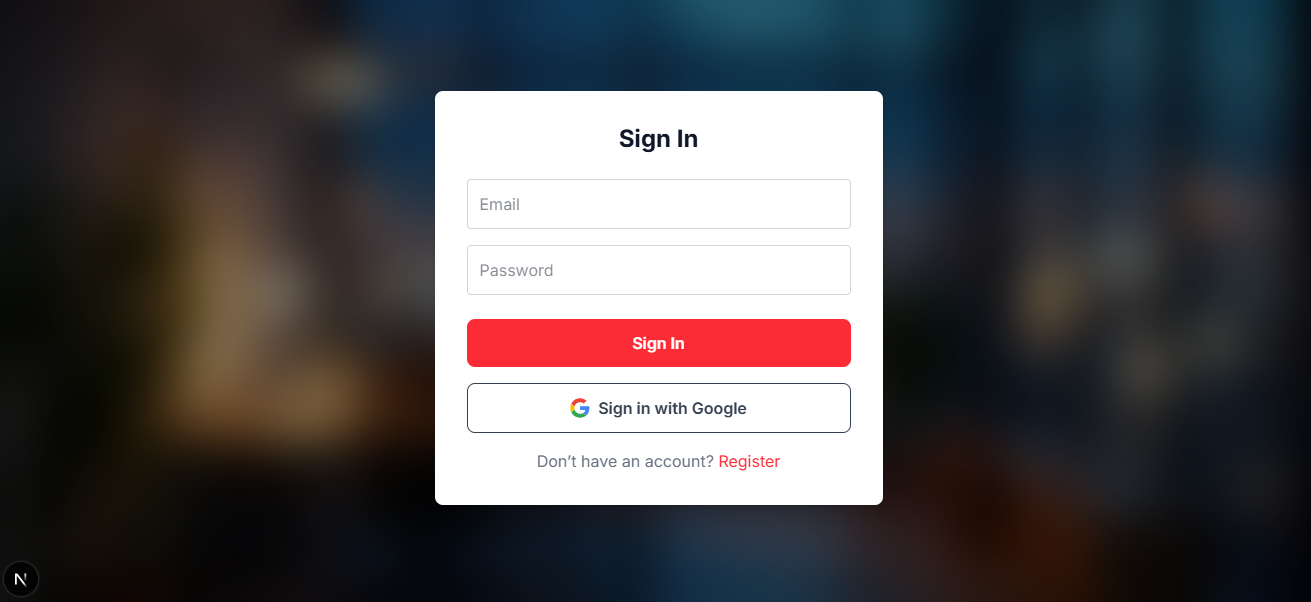 Sign In
Email
Password
Sign In
Sign in with Google
Don’t have an account? Register
N